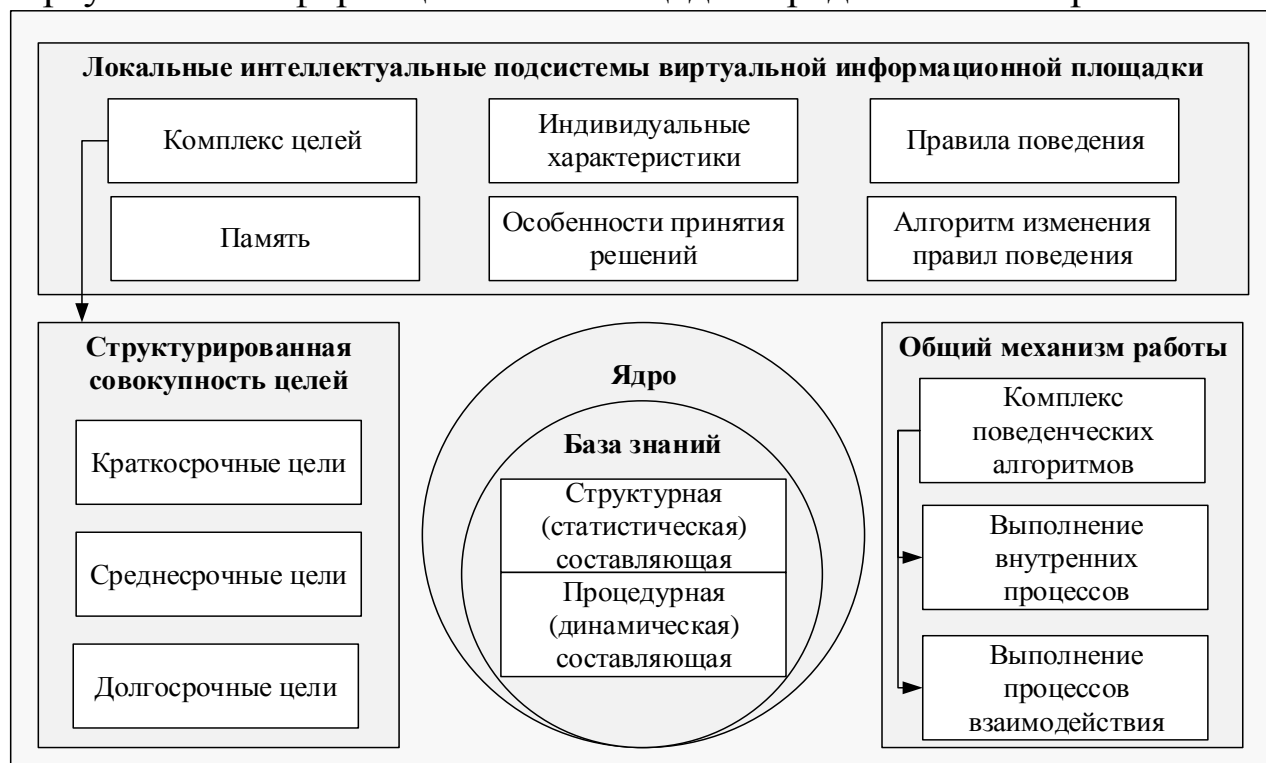 Локальные интеллектуальные подсистемы виртуальной информационной площадки
Комплекс целей
Индивидуальные
характеристики
Правила поведения
Память
Особенности принятия
решений
Алгоритм изменения
правил поведения
Структурированная
совокупность целей
Краткосрочные цели
Среднесрочные цели
Долгосрочные цели
Ядро
База знаний
Структурная
(статистическая)
составляющая
Процедурная
(динамическая)
составляющая
Общий механизм работы
Комплекс
поведенческих
алгоритмов
Выполнение
внутренних
процессов
Выполнение
процессов
взаимодействия